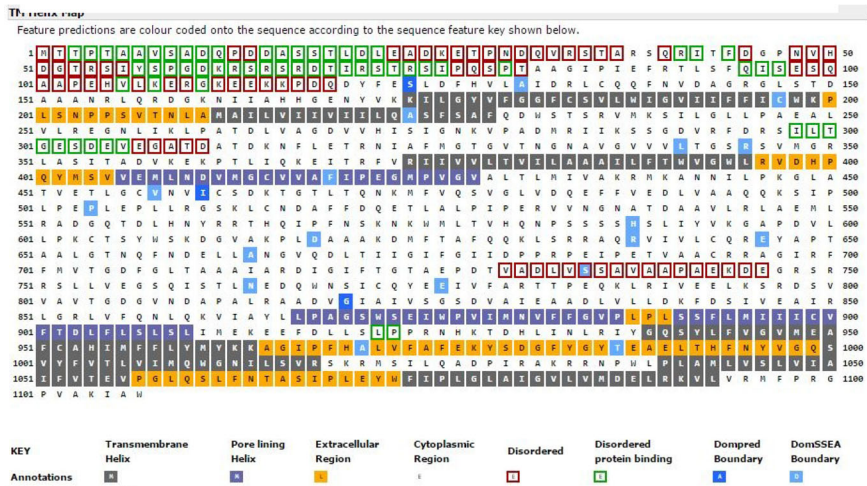 TM Helix Map
Feature predictions are colour coded onto the sequence according to the sequence feature key shown below.
1 M T T P T A A V S A D Q P D D A S S T L D L E A D K E T P N D Q V R S T A R S Q R I T F D G P N V H 50
51 D G T R S I Y S P G D K R S R S R D T I R S T R S I P Q S P T A A G I P I E F R T L S F Q I S E S Q 100
101 A A P E H V L K E R G K E E K K P D Q D Y F E S L D F H V L A I D R L C Q Q F N V D A G R G L S T D 150
151 A A A N R L Q R D G K N I I A H H G E N Y V K K I L G Y V F G G F C S V L W I G V I I F F I C W K P 200
201 L S N P P S V T N L A M A I L V I I V I I L Q A S F S A F Q D W S T S R V M K S I L G L L P A E A L 250
251 V L R E G N L I K L P A T D L V A G D V V H I S I G N K V P A D M R I I K S S G D V R F D R S I L T 300
301 G E S D E V E G A T D A T D K N F L E T R N I A F M G T G V T N G N A V G V V V L T G S R S V M G R 350
351 L A S I T A D V K E K P T L I Q K E I T R F V R I I V V L T V I L A A A I L F T W V G W L R V D H P 400
401 Q Y M S V V E M L N D V M G C V V A F I P E G M P V G V A L T L M I V A K R M K A N N I L P K G L A 450
451 T V E T L G C V N V I C S D K T G T L T Q N K M F V Q S V G L V D Q E F F V E D L V A A Q Q K S I P 500
501 L P E P L E P L L R G S K L C N D A F F D Q E T L A L P I P E R V V N G N A T D A A V L R L A E M L 550
551 R A D G Q T D L H N V R R T H Q I P F N S K N K W M L T V H Q N P S S S S H S L I Y V K G A P D V L 600
601 L P K C T S Y W S K D G V A K P L D A A A K D M F T A F Q Q K L S R R A Q R V I V L C Q R E Y A P T 650
651 A A L G T N Q F N D E L L A N G V Q D L T I I G I F G I I D P P R P E I P E T V A A C R R A G I R F 700
701 F M V T G D F G L T A A A I A R D I G I F T G T A E P D T V A D L V S S A V A A P A E K D E G R S R 750
751 R S L L V E G S Q I S T L N E D Q W N S I C Y E E I V F A R T T P E Q K L R I V E E L K S R D S V 800
801 V A V T G D G V N D A P A L R A A D V G I A I V S G S D V A I E A A D L V L L D K F D S I V E A I R 850
851 L G R L V F Q N L Q K V I A Y L L P A G S W S E I W P V I M N V F F G V P L P L S S F L M I I I C V 900
901 F T D L F L S L S L I M E K E E F D L L S L P P R N H K T D H L I N L R I Y G Q S Y L F V G V M E A 950
951 F C A H I M F F L Y M Y K K A G I P F H A L V F A F E K Y S D G F Y G Y T E A E L T H F N Y V G Q S 1000
1001 V Y F V T L V I M Q W G N I L S V R S K R M S I L Q A D P I R A K R R N P W L P L A M L V S L V I A 1050
1051 I F V T E V P G L Q S L F N T A S I P L E Y W F I P L G L A I G V L V M D E L R K V L V R M F P R G 1100
1101 P V A K I A W
KEY Transmembrane Helix Pore lining Helix Extracellular Region Cytoplasmic Region Disordered Disordered protein binding Dompred Boundary DomSSEA Boundary
Annotations